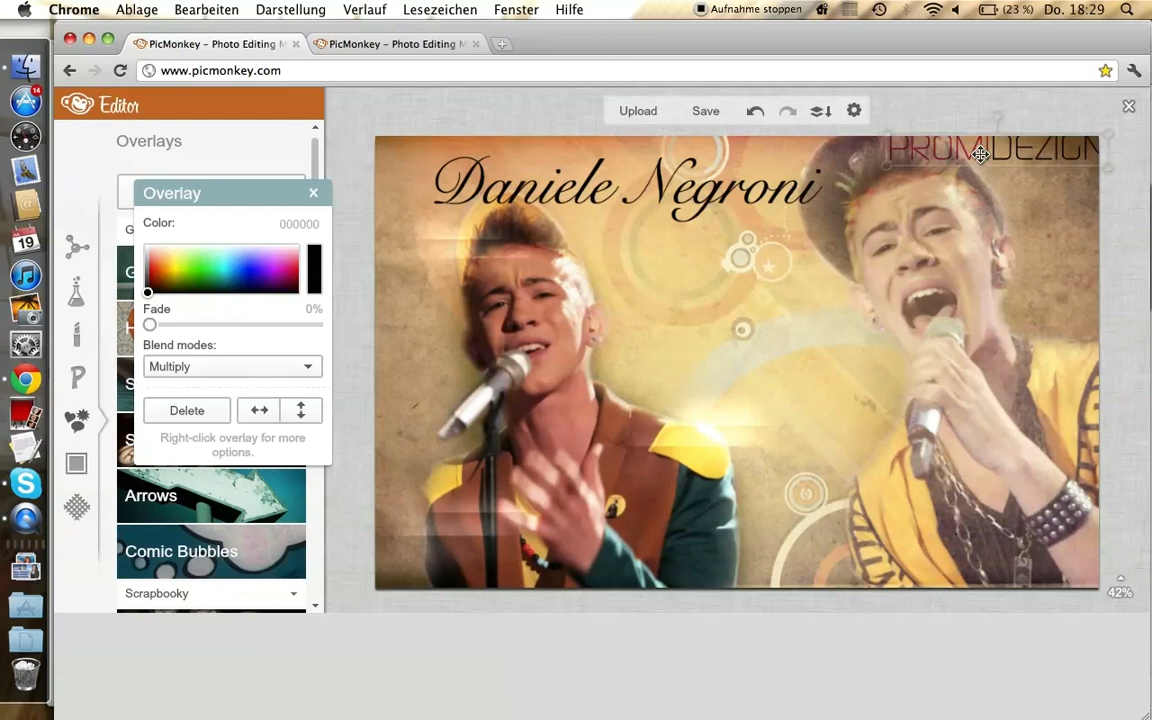 Chrome Ablage Bearbeiten Darstellung Verlauf Lesezeichen Fenster Hilfe Aufnahme stoppen (23 %) Do. 18:29
PicMonkey – Photo Editing M PicMonkey – Photo Editing M
www.picmonkey.com
Editor
Upload Save
Overlays
Overlay
Color: 000000
Fade 0%
Blend modes:
Multiply
Delete
Right-click overlay for more
options.
Arrows
Comic Bubbles
Scrapbooky
Daniele Negroni
PROMIDEZIGN
42%
14
19